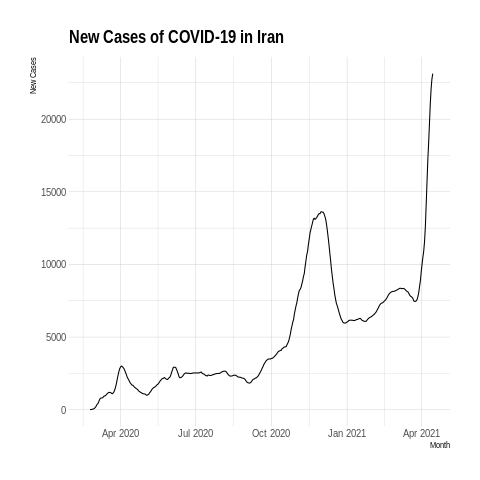 New Cases of COVID-19 in Iran
New Cases
20000
15000
10000
5000
0
Apr 2020 Jul 2020 Oct 2020 Jan 2021 Apr 2021
Month